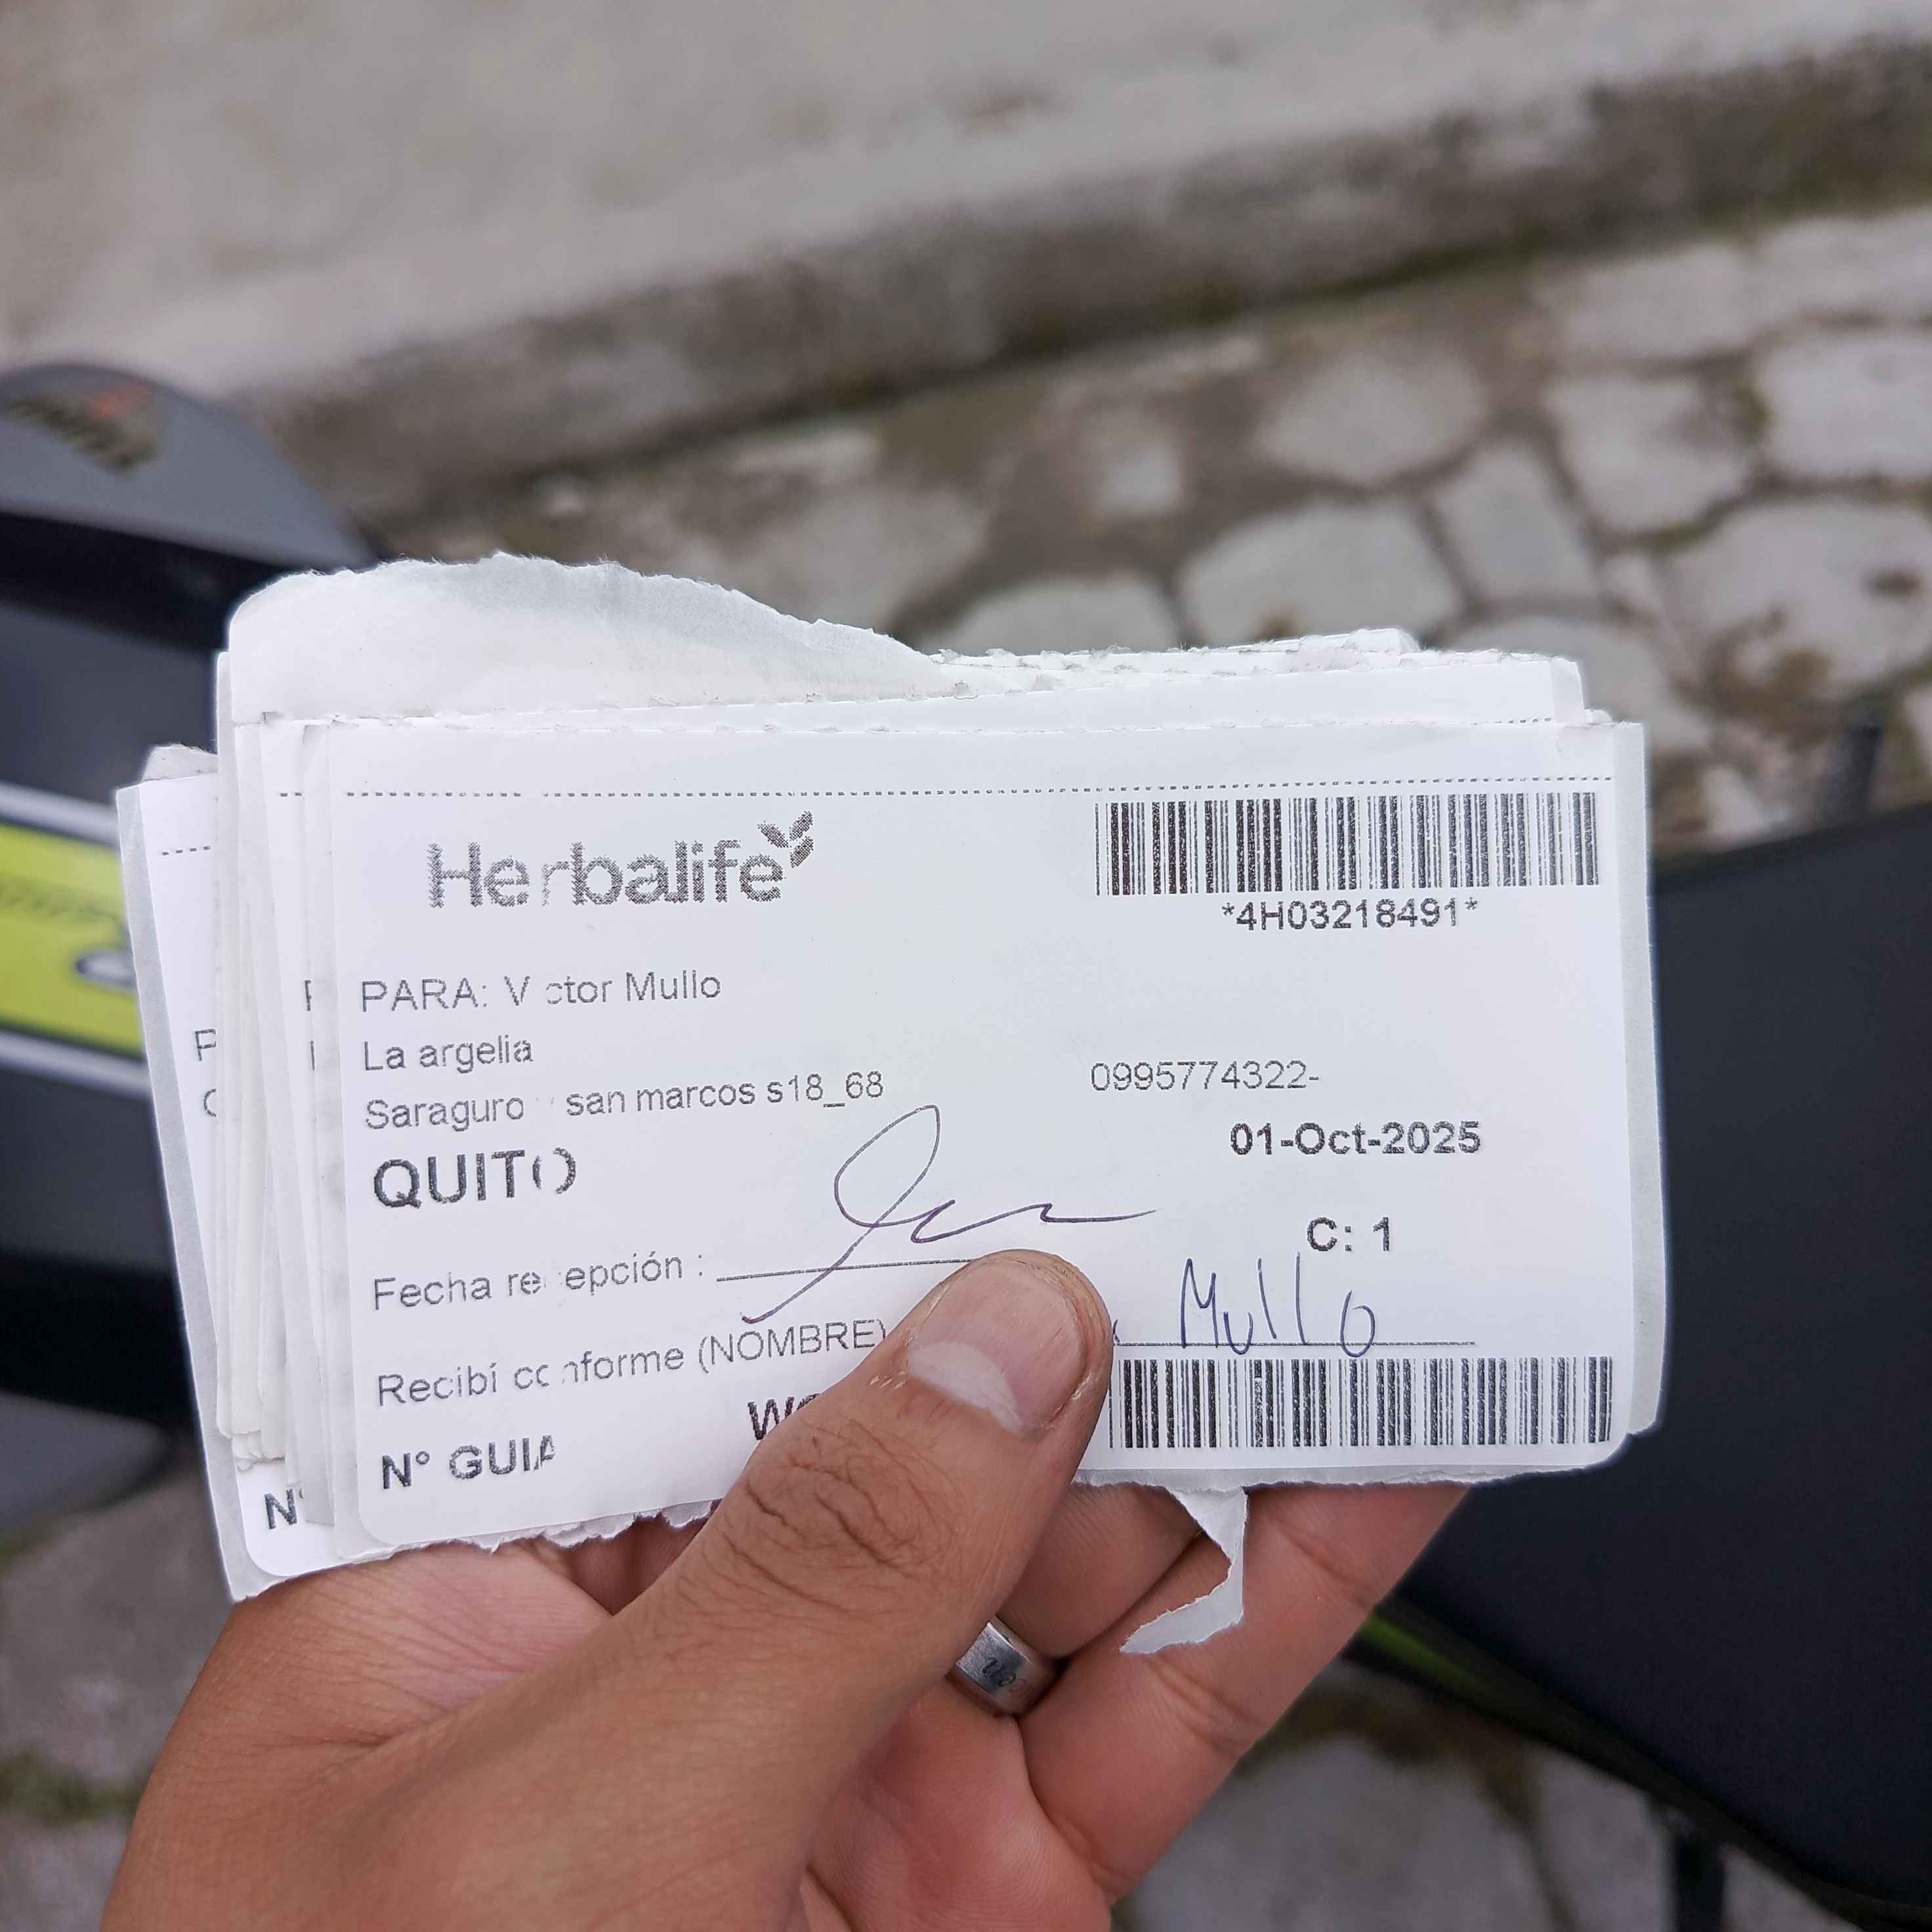 Herbalife
*4H03218491*
PARA: V ctor Mullo
La argelia
Saraguro san marcos s18_68
0995774322-
QUITO
01-Oct-2025
C: 1
Fecha re epción :
Recibí conforme (NOMBRE)
Mullo
N° GUIA